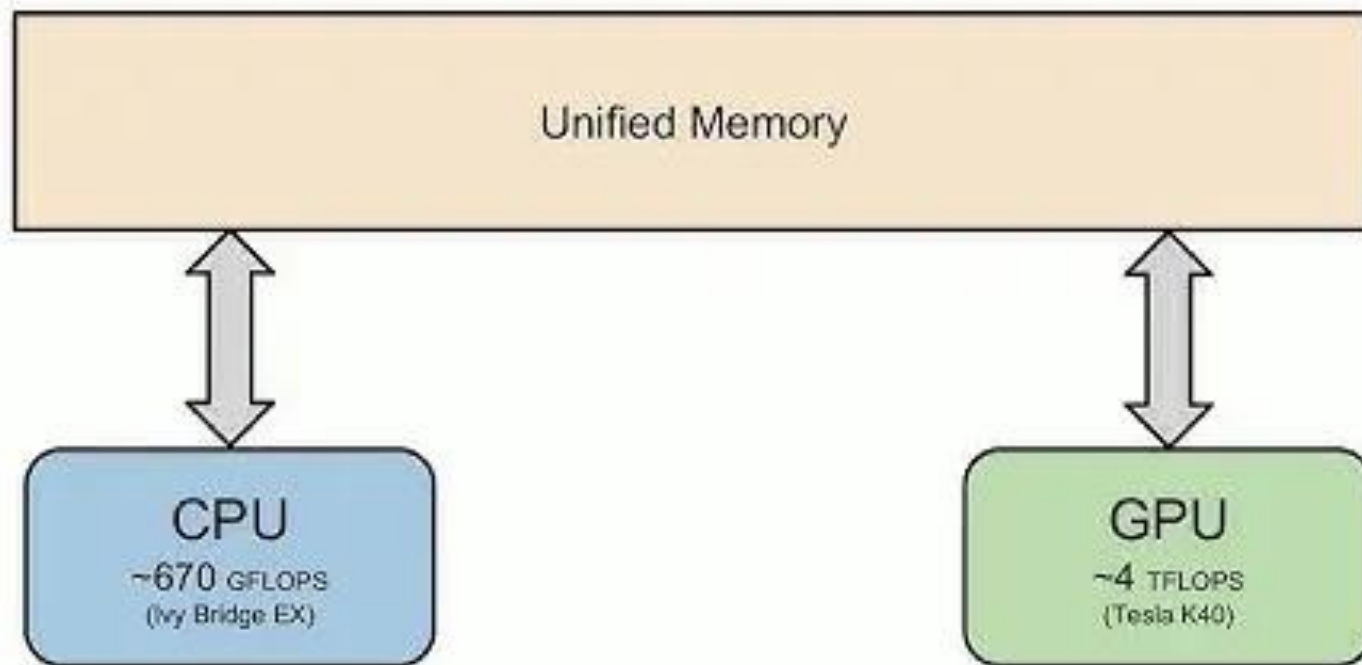 Unified Memory
CPU
~670 GFLOPS
(Ivy Bridge EX)
GPU
~4 TFLOPS
(Tesla K40)